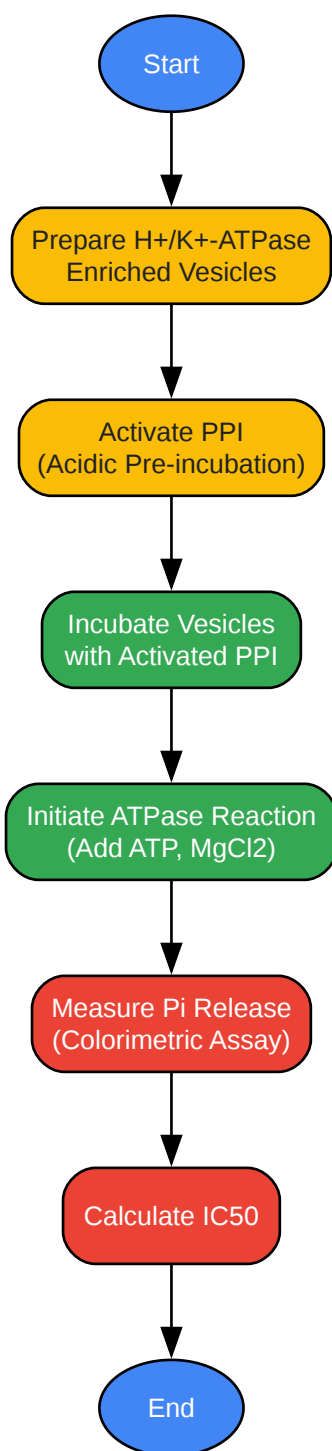 Start
Prepare H+/K+-ATPase
Enriched Vesicles
Activate PPI
(Acidic Pre-incubation)
Incubate Vesicles
with Activated PPI
Initiate ATPase Reaction
(Add ATP, MgCl2)
Measure Pi Release
(Colorimetric Assay)
Calculate IC50
End